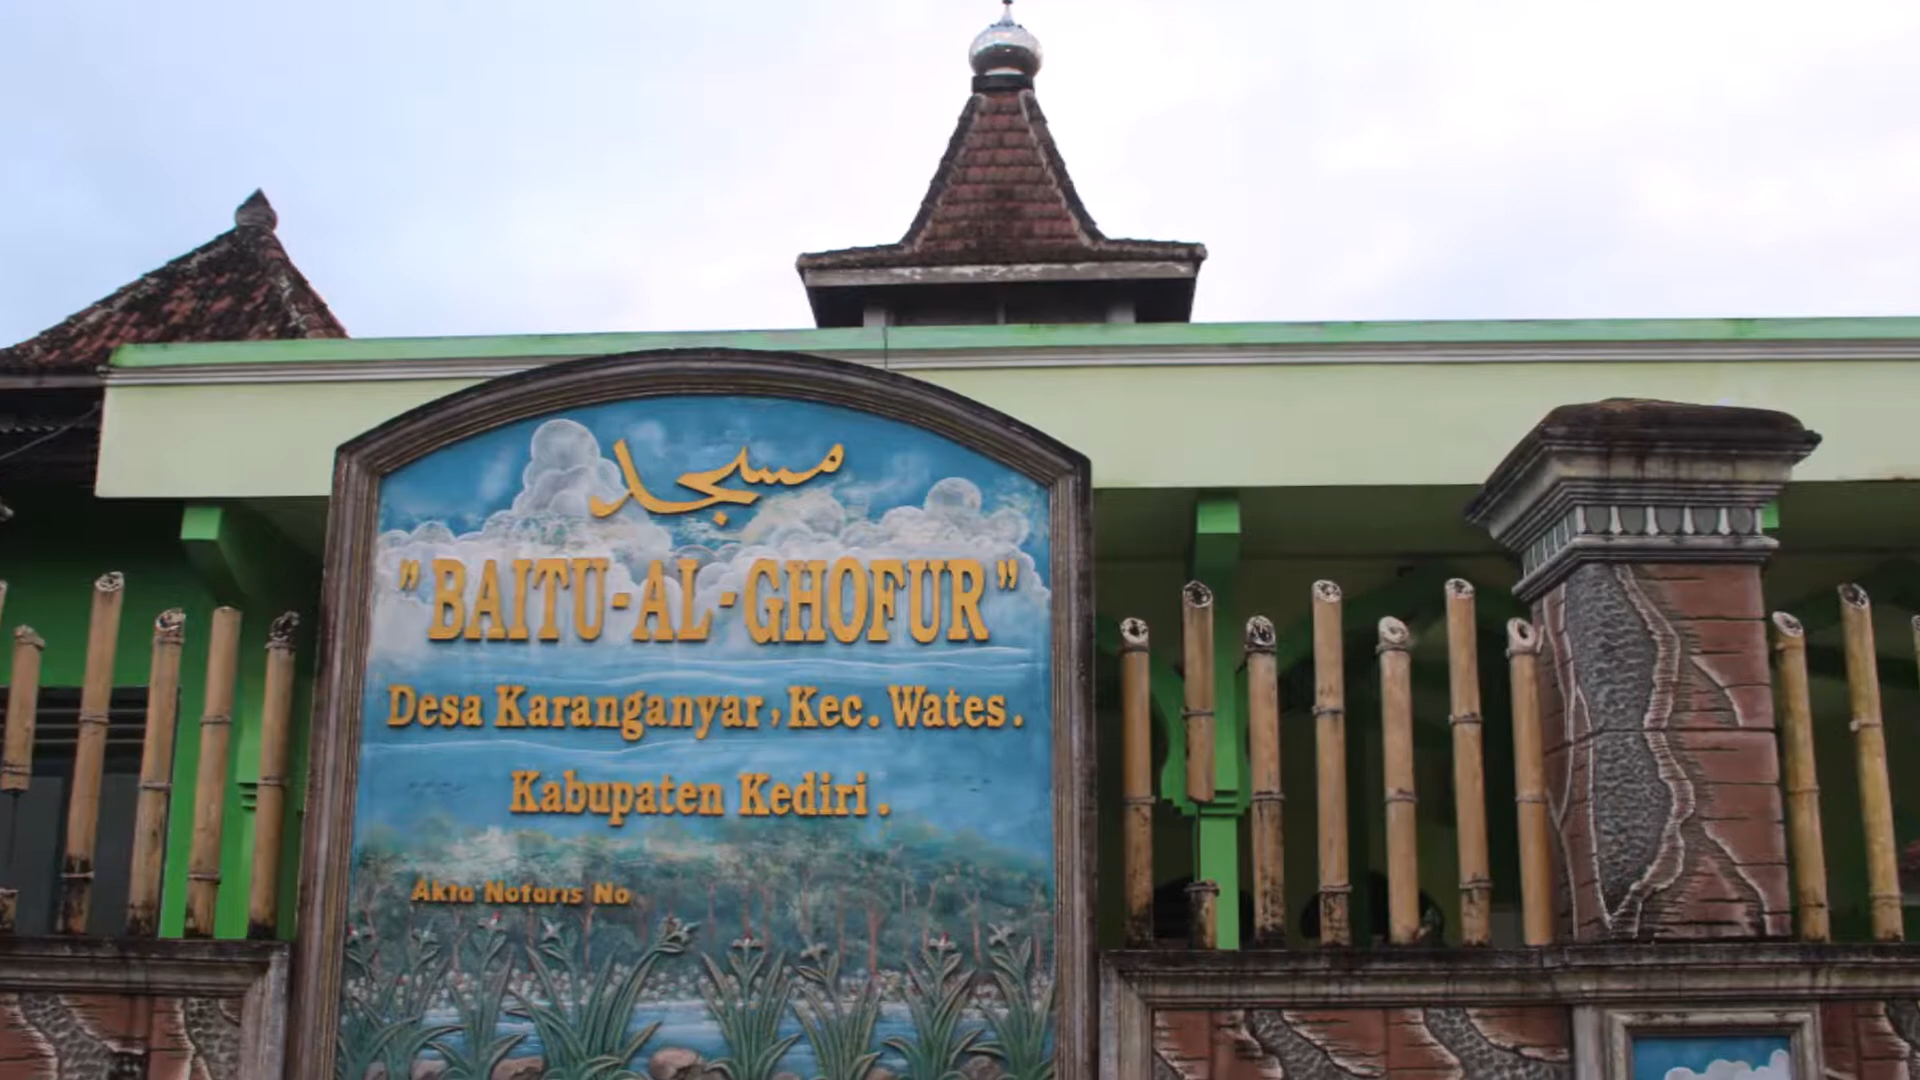 مسجد
"BAITU-AL-GHOFUR"
Desa Karanganyar, Kec. Wates.
Kabupaten Kediri.
Akta Notaris No